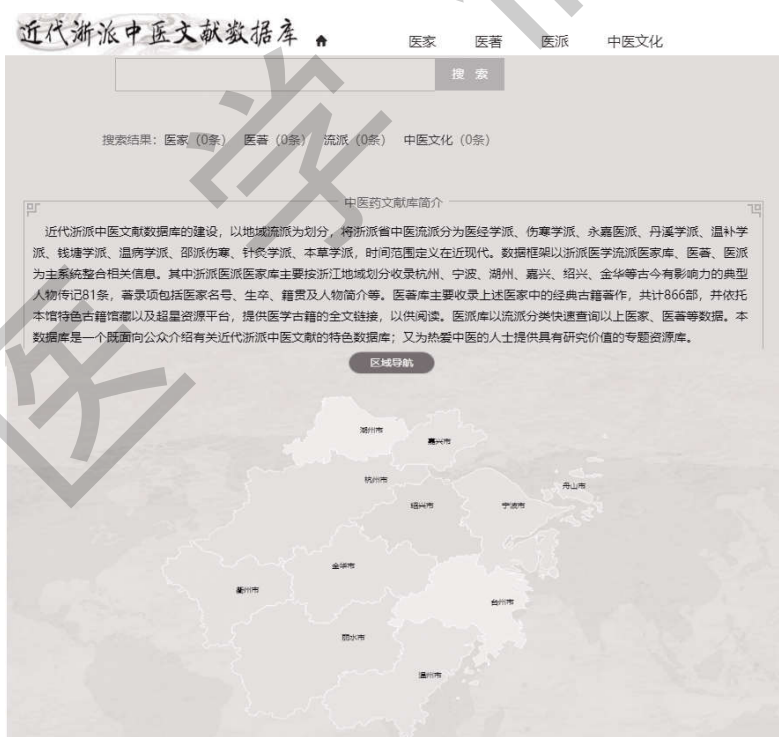 近代浙派中医文献数据库 医家 医著 医派 中医文化
搜 索
搜索结果：医家（0条） 医著（0条） 流派（0条） 中医文化（0条）
中医药文献库简介
近代浙派中医文献数据库的建设，以地域流派为划分，将浙派省中医流派分为医经学派、伤寒学派、永嘉医派、丹溪学派、温补学
派、钱塘学派、温病学派、邵派伤寒、针灸学派、本草学派，时间范围定义在近现代。数据框架以浙派医学流派医家库、医著、医派
为主系统整合相关信息。其中浙派医派医家库主要按浙江地域划分收录杭州、宁波、湖州、嘉兴、绍兴、金华等古今有影响力的典型
人物传记81条，著录项包括医家名号、生卒、籍贯及人物简介等。医著库主要收录上述医家中的经典古籍著作，共计866部，并依托
本馆特色古籍馆藏以及超星资源平台，提供医学古籍的全文链接，以供阅读。医派库以流派分类快速查询以上医家、医著等数据。本
数据库是一个既面向公众介绍有关近代浙派中医文献的特色数据库；又为热爱中医的人士提供具有研究价值的专题资源库。
区域导航
湖州市
嘉兴市
杭州市
舟山市
绍兴市
宁波市
金华市
衢州市
台州市
丽水市
温州市
医学